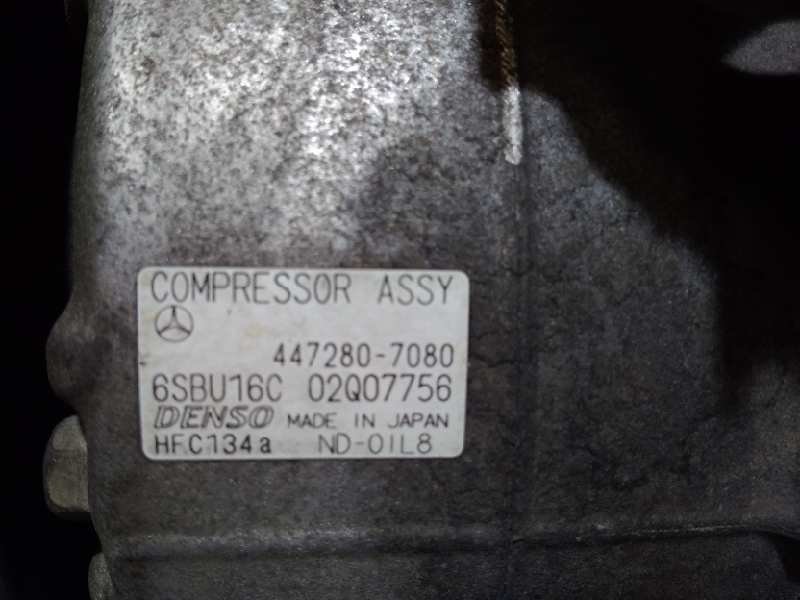 COMPRESSOR ASSY
447280-7080
6SBU16C 02Q07756
DENSO MADE IN JAPAN
HFC134a ND-OIL8